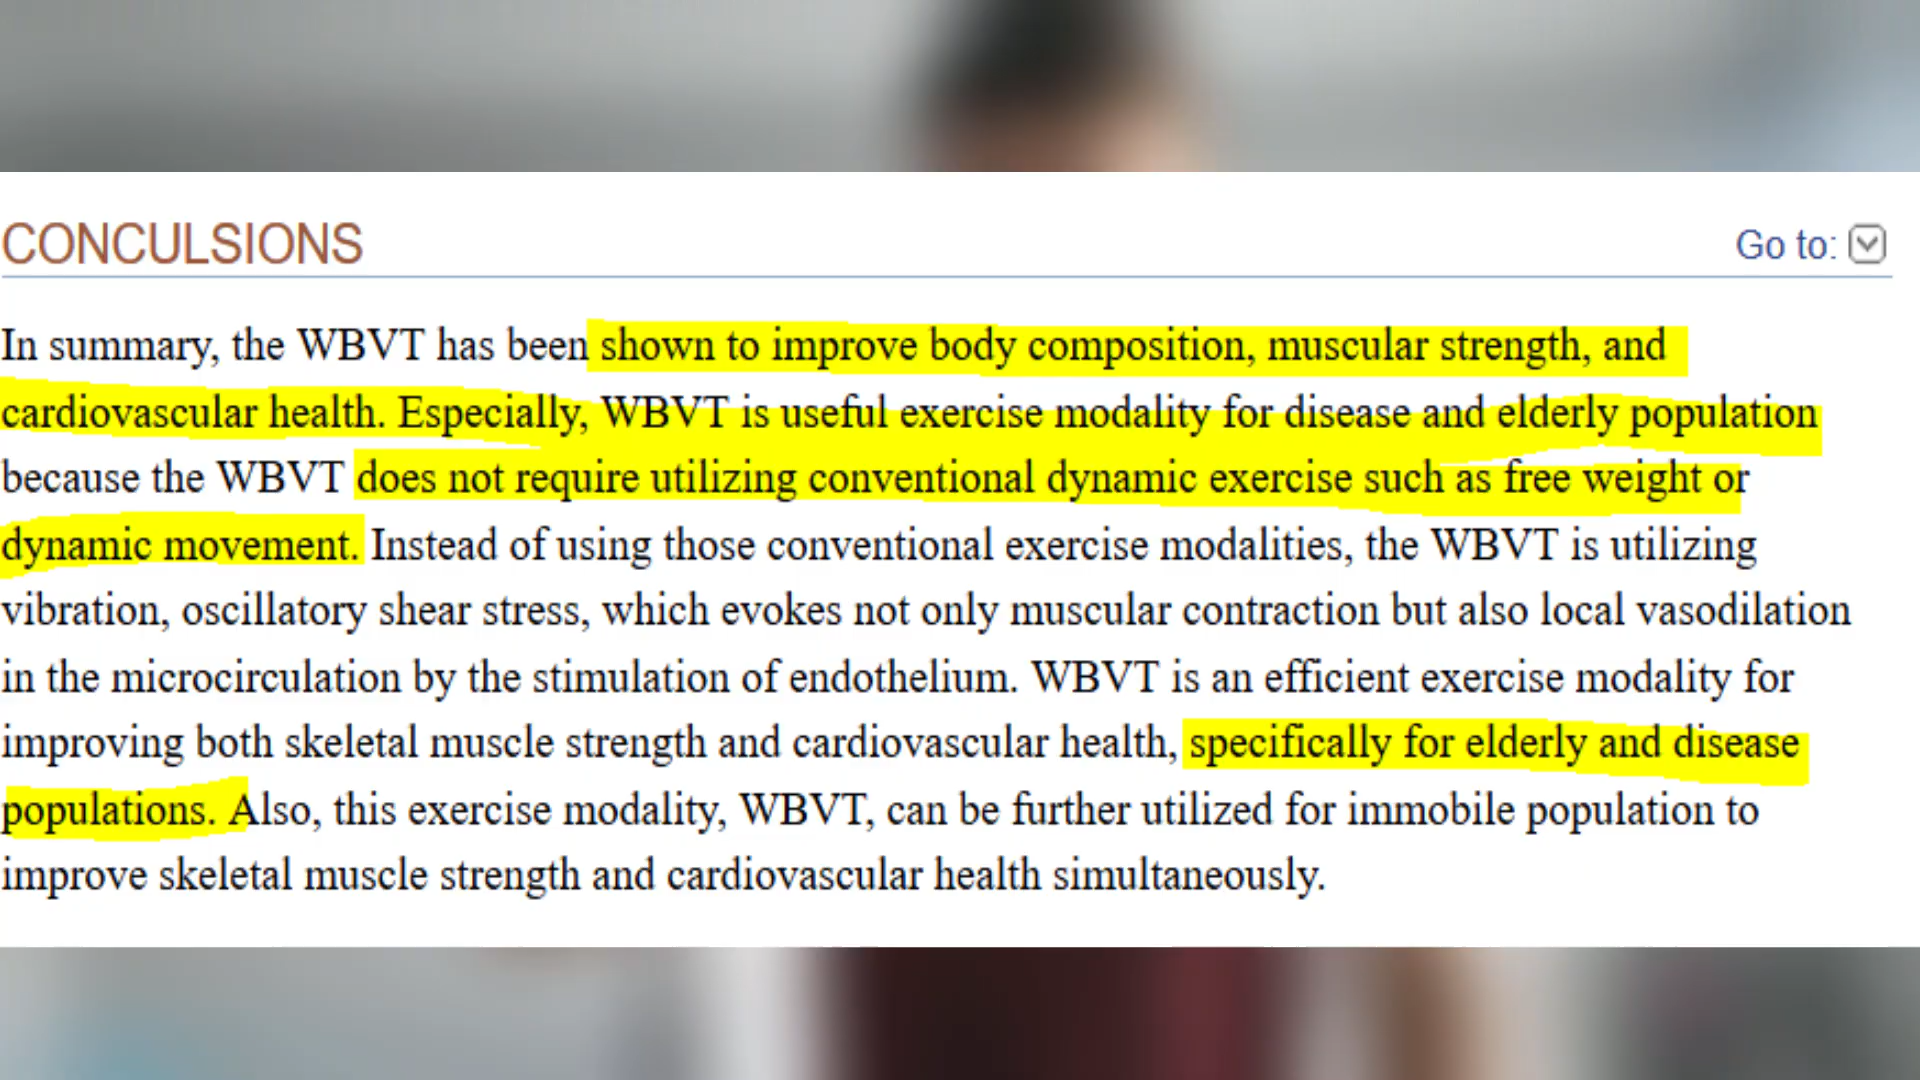 CONCULSIONS
Go to:
In summary, the WBVT has been shown to improve body composition, muscular strength, and
cardiovascular health. Especially, WBVT is useful exercise modality for disease and elderly population
because the WBVT does not require utilizing conventional dynamic exercise such as free weight or
dynamic movement. Instead of using those conventional exercise modalities, the WBVT is utilizing
vibration, oscillatory shear stress, which evokes not only muscular contraction but also local vasodilation
in the microcirculation by the stimulation of endothelium. WBVT is an efficient exercise modality for
improving both skeletal muscle strength and cardiovascular health, specifically for elderly and disease
populations. Also, this exercise modality, WBVT, can be further utilized for immobile population to
improve skeletal muscle strength and cardiovascular health simultaneously.